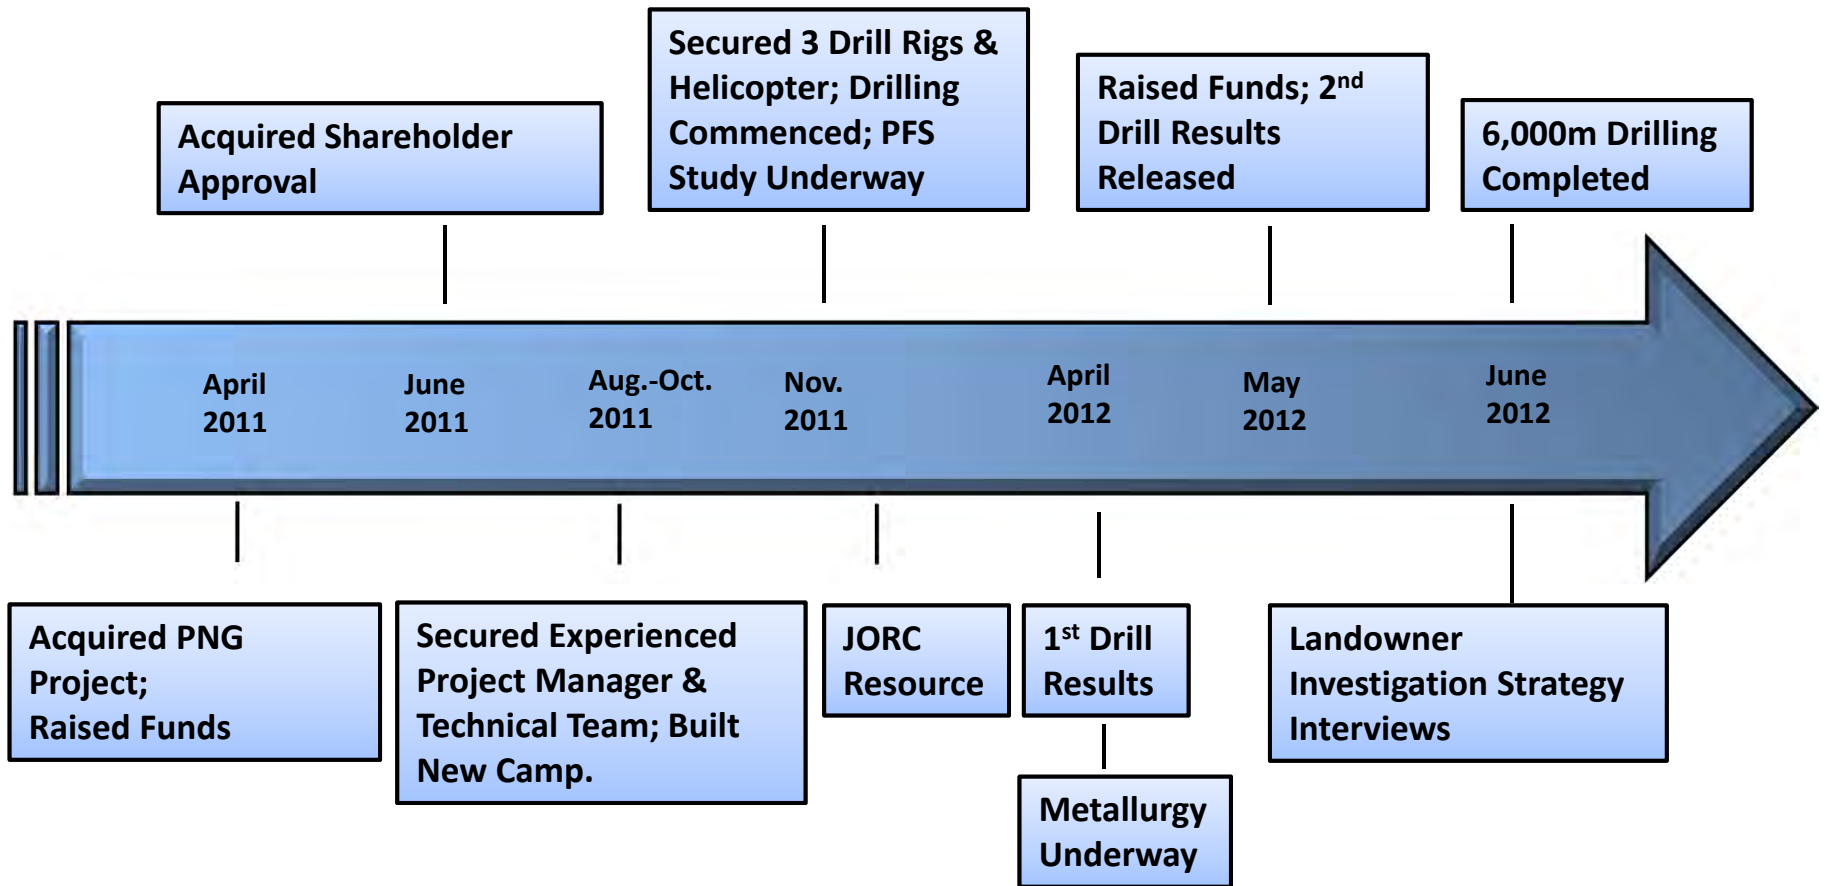 Acquired Shareholder
Approval
Secured 3 Drill Rigs &
Helicopter; Drilling
Commenced; PFS
Study Underway
Raised Funds; 2nd
Drill Results
Released
6,000m Drilling
Completed
April
2011
June
2011
Aug.-Oct.
2011
Nov.
2011
April
2012
May
2012
June
2012
Acquired PNG
Project;
Raised Funds
Secured Experienced
Project Manager &
Technical Team; Built
New Camp.
JORC
Resource
1st Drill
Results
Metallurgy
Underway
Landowner
Investigation Strategy
Interviews